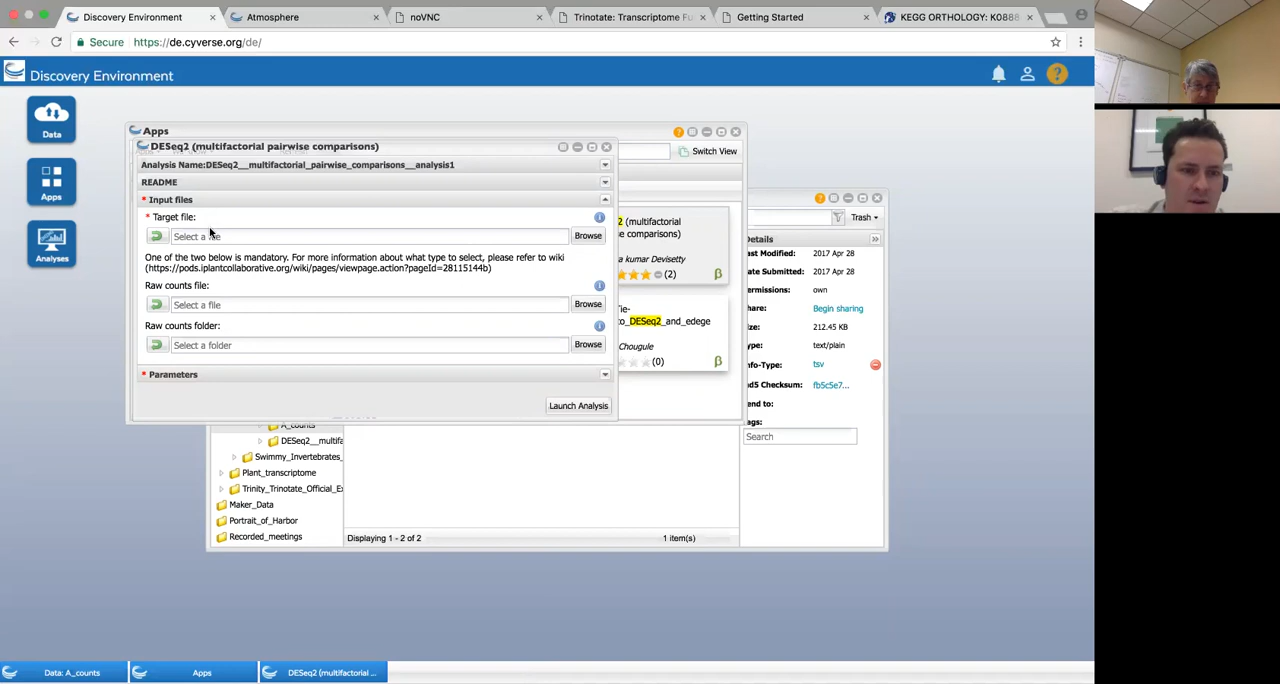 Discovery Environment
Atmosphere
noVNC
Trinotate: Transcriptome Fu
Getting Started
KEGG ORTHOLOGY: K0888
Secure
https://de.cyverse.org/de/
Discovery Environment
Data
Apps
Analyses
Apps
Switch View
DESeq2 (multifactorial pairwise comparisons)
Analysis Name:DESeq2__multifactorial_pairwise_comparisons__analysis1
README
* Input files
* Target file:
Select a file
Browse
One of the two below is mandatory. For more information about what type to select, please refer to wiki
(https://pods.iplantcollaborative.org/wiki/pages/viewpage.action?pageId=28115144b)
Raw counts file:
Select a file
Browse
Raw counts folder:
Select a folder
Browse
* Parameters
Launch Analysis
2 (multifactorial
se comparisons)
a kumar Devisetty
(2)
β
to_DESeq2_and_edege
Chougule
(0)
β
Trash
Details
Last Modified:
2017 Apr 28
Date Submitted:
2017 Apr 28
Permissions:
own
Share:
Begin sharing
Size:
212.45 KB
Type:
text/plain
Info-Type:
tsv
Md5 Checksum:
fb5c5e7...
Send to:
Tags:
Search
A_counts
DESeq2__multifa
Swimmy_Invertebrates_
Plant_transcriptome
Trinity_Trinotate_Official_Ex
Maker_Data
Portrait_of_Harbor
Recorded_meetings
Displaying 1 - 2 of 2
1 item(s)
Data: A_counts
Apps
DESeq2 (multifactorial ...